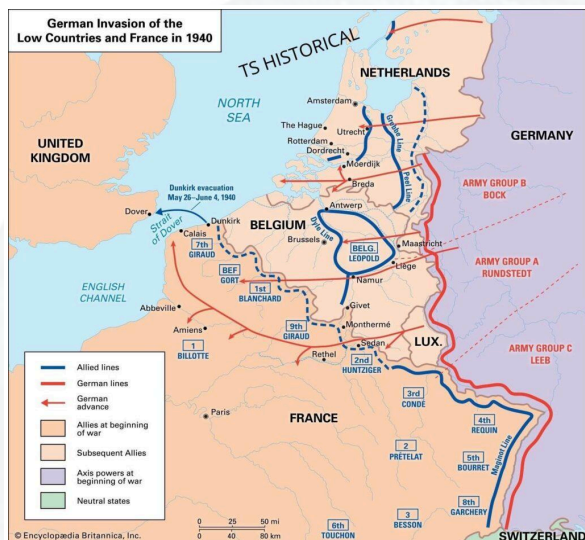 German Invasion of the
Low Countries and France in 1940
TS HISTORICAL
NORTH
SEA
NETHERLANDS
Amsterdam
The Hague
Utrecht
Rotterdam
Dordrecht
Moerdijk
Breda
Grebbe Line
Peel Line
GERMANY
UNITED
KINGDOM
Dunkirk evacuation
May 26–June 4, 1940
Dover
Strait
of Dover
Dunkirk
Calais
Antwerp
BELGIUM
Dyle Line
Brussels
BELG.
LEOPOLD
Maastricht
Liège
Namur
ARMY GROUP B
BOCK
ARMY GROUP A
RUNDSTEDT
ARMY GROUP C
LEEB
7th
GIRAUD
BEF
GORT
1st
BLANCHARD
ENGLISH
CHANNEL
Abbeville
Amiens
1
BILLOTTE
9th
GIRAUD
Givet
Monthermé
Sedan
Rethel
LUX.
2nd
HUNTZIGER
3rd
CONDÉ
4th
REQUIN
Maginot Line
5th
BOURRET
2
PRÉTELAT
8th
GARCHERY
3
BESSON
6th
TOUCHON
Paris
FRANCE
SWITZERLAND
Allied lines
German lines
German
advance
Allies at beginning
of war
Subsequent Allies
Axis powers at
beginning of war
Neutral states
0 25 50 mi
0 40 80 km
© Encyclopædia Britannica, Inc.